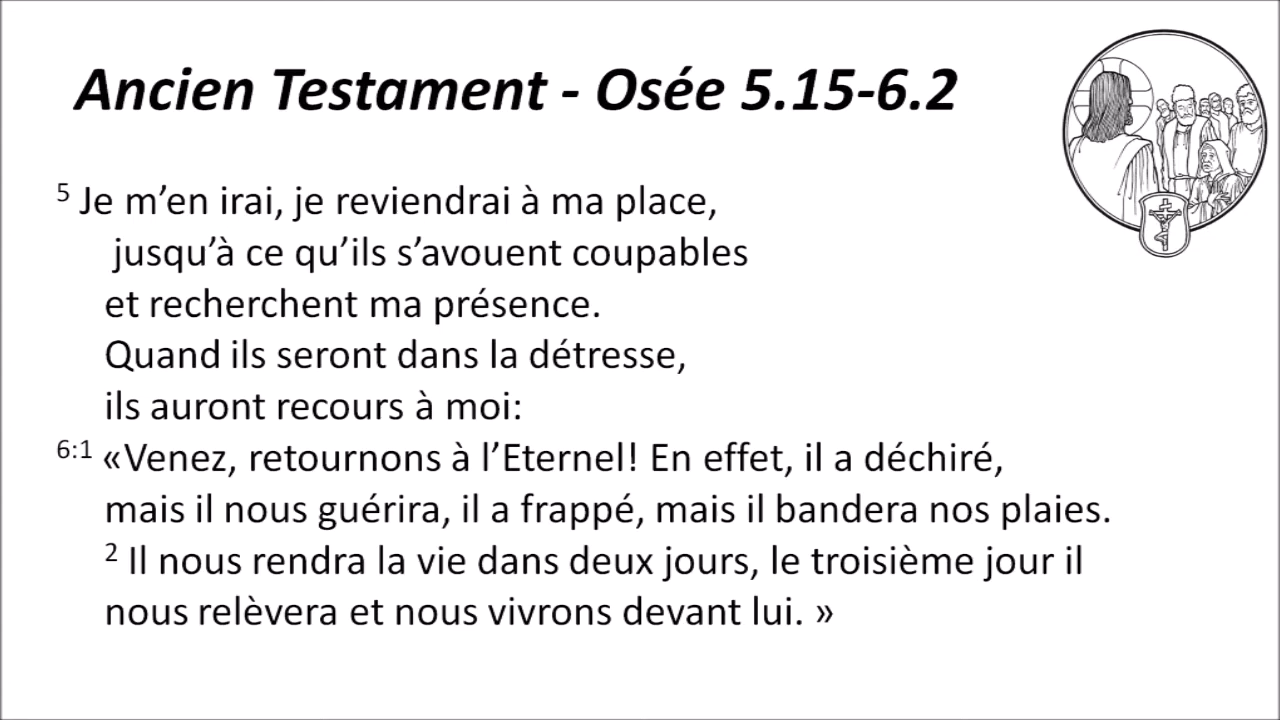 Ancien Testament - Osée 5.15-6.2
5 Je m’en irai, je reviendrai à ma place,
jusqu’à ce qu’ils s’avouent coupables
et recherchent ma présence.
Quand ils seront dans la détresse,
ils auront recours à moi:
6:1 «Venez, retournons à l’Eternel! En effet, il a déchiré,
mais il nous guérira, il a frappé, mais il bandera nos plaies.
2 Il nous rendra la vie dans deux jours, le troisième jour il
nous relèvera et nous vivrons devant lui. »